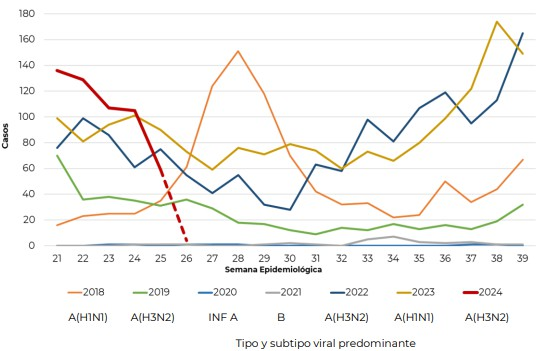 180
160
140
120
100
80
60
40
20
0
Casos
21 22 23 24 25 26 27 28 29 30 31 32 33 34 35 36 37 38 39
Semana Epidemiológica
2018 2019 2020 2021 2022 2023 2024
A(H1N1) A(H3N2) INF A B A(H3N2) A(H1N1) A(H3N2)
Tipo y subtipo viral predominante